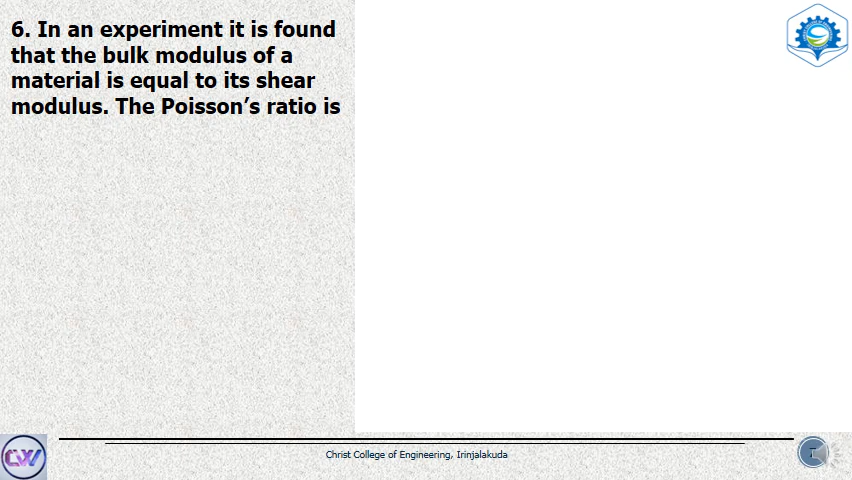 6. In an experiment it is found
that the bulk modulus of a
material is equal to its shear
modulus. The Poisson’s ratio is
Christ College of Engineering, Irinjalakuda